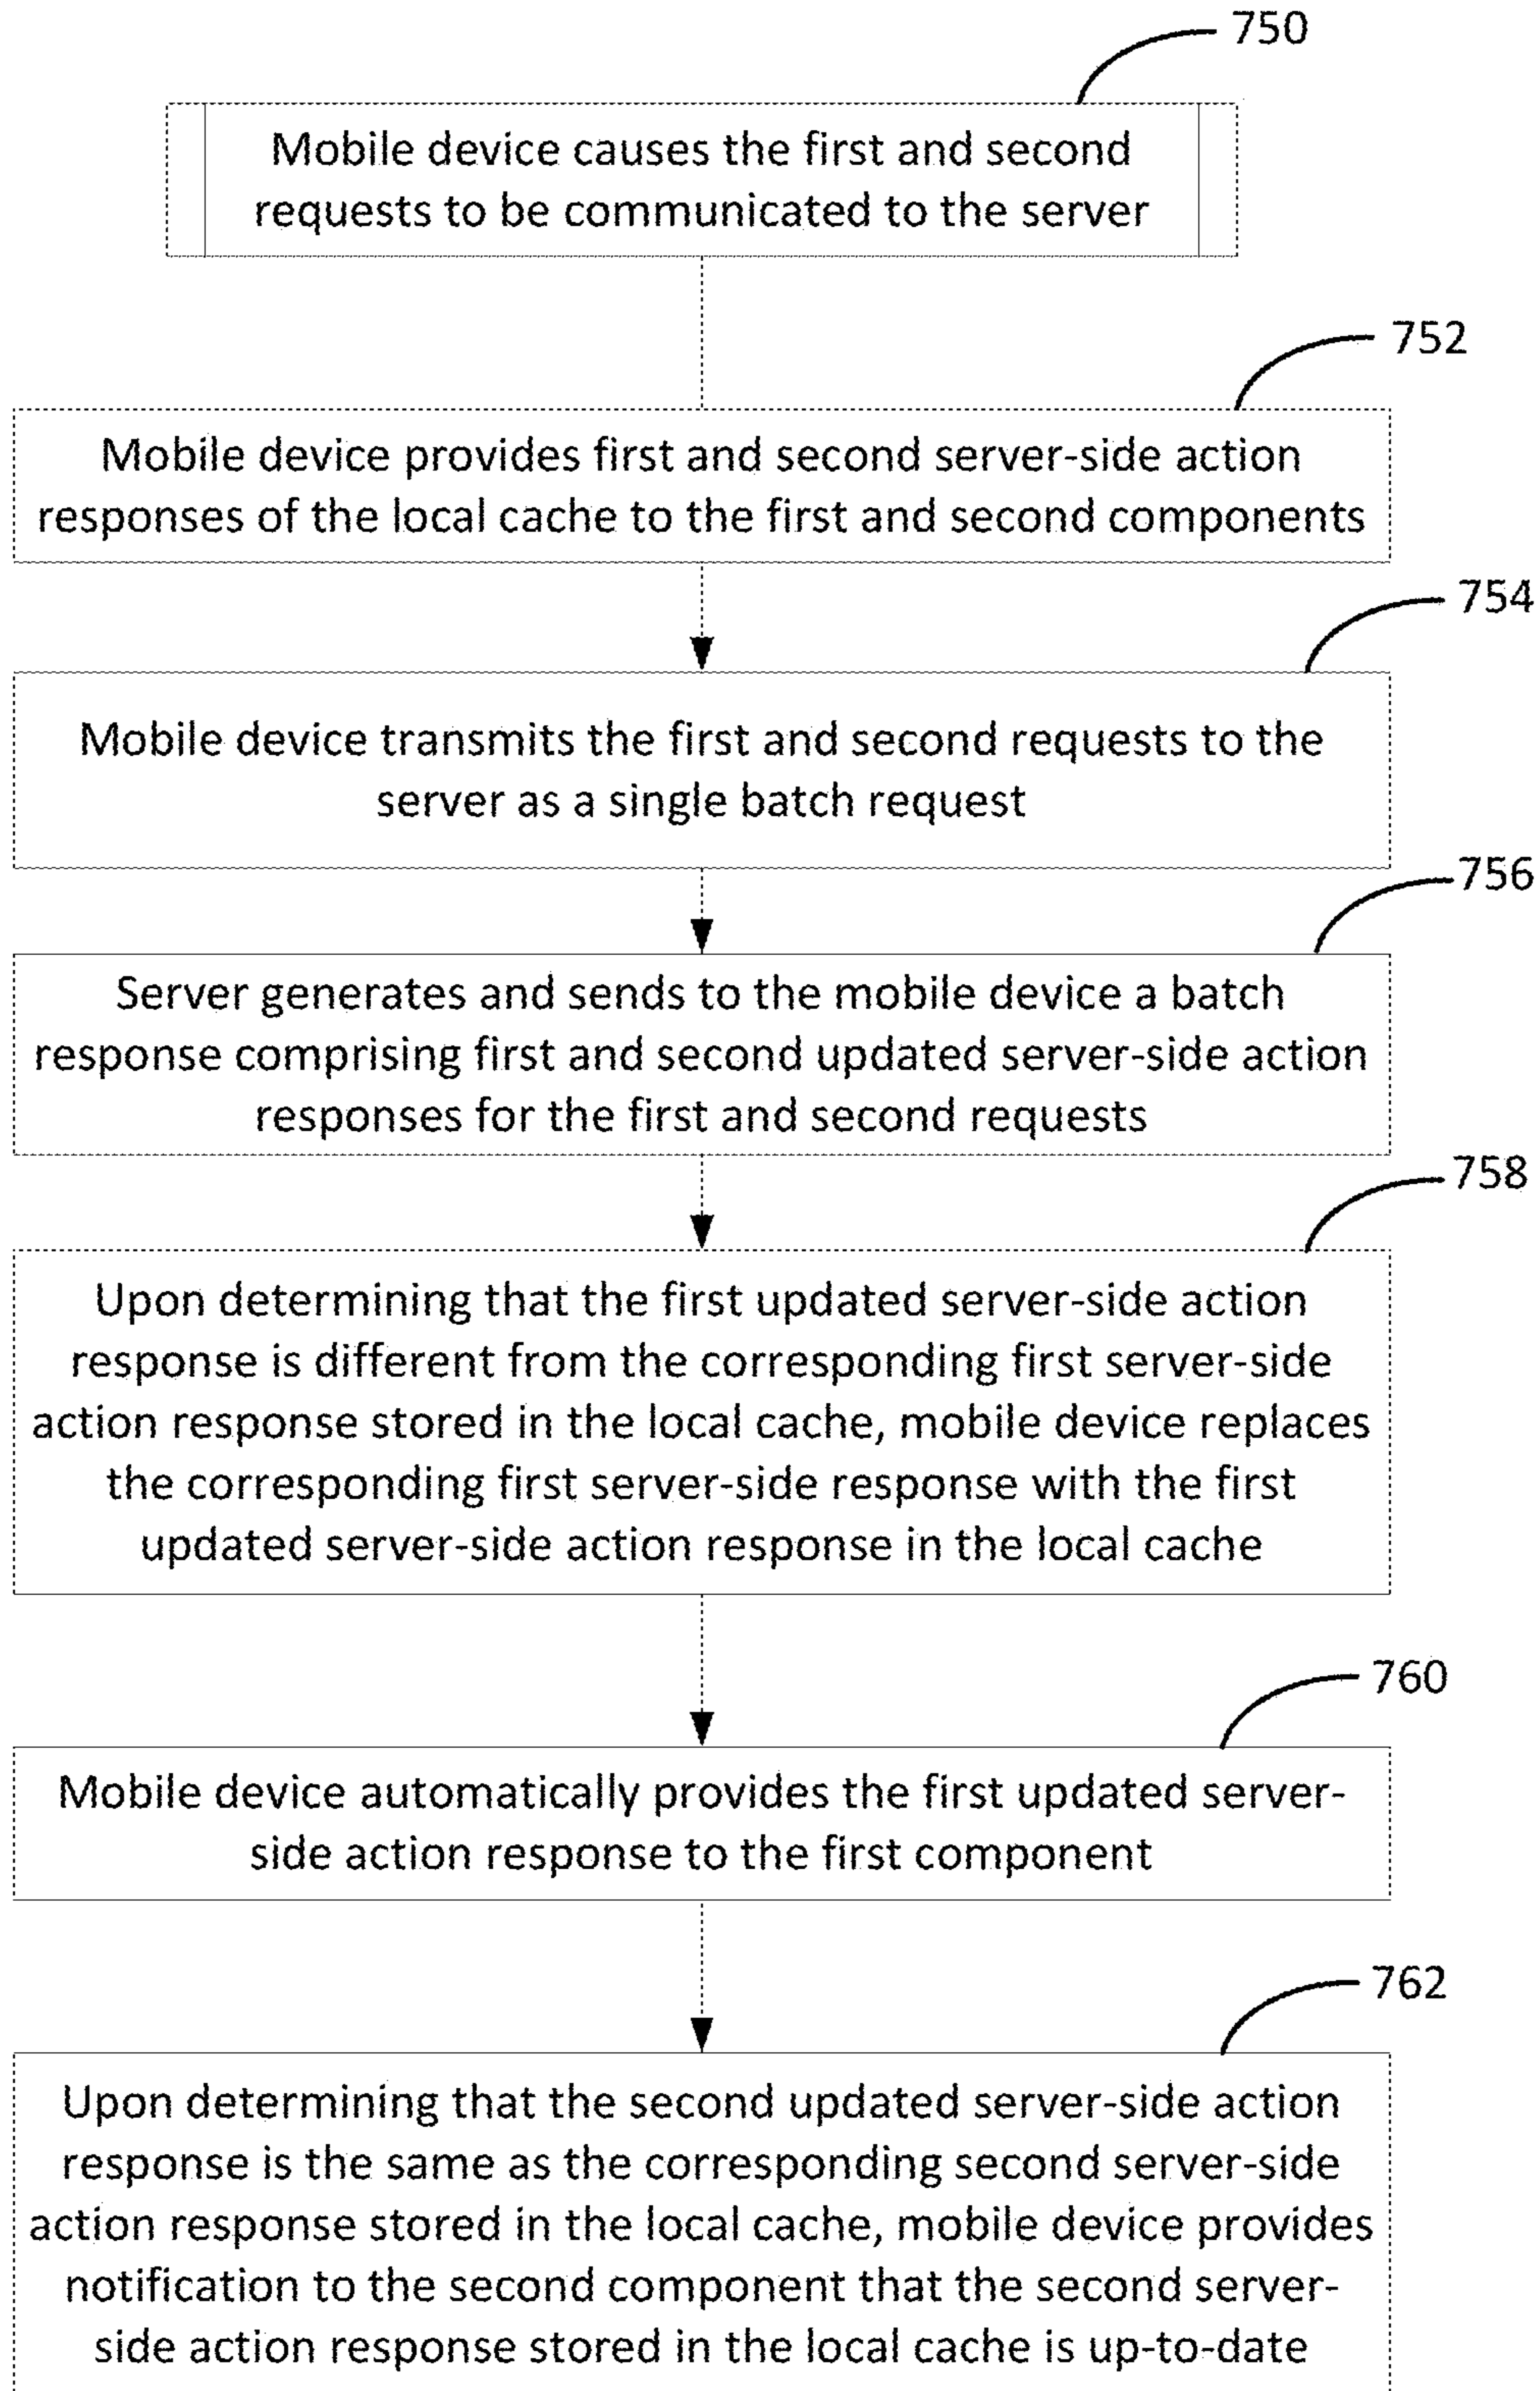 750
Mobile device causes the first and second
requests to be communicated to the server
752
Mobile device provides first and second server-side action
responses of the local cache to the first and second components
754
Mobile device transmits the first and second requests to the
server as a single batch request
756
Server generates and sends to the mobile device a batch
response comprising first and second updated server-side action
responses for the first and second requests
758
Upon determining that the first updated server-side action
response is different from the corresponding first server-side
action response stored in the local cache, mobile device replaces
the corresponding first server-side response with the first
updated server-side action response in the local cache
760
Mobile device automatically provides the first updated server-
side action response to the first component
762
Upon determining that the second updated server-side action
response is the same as the corresponding second server-side
action response stored in the local cache, mobile device provides
notification to the second component that the second server-
side action response stored in the local cache is up-to-date